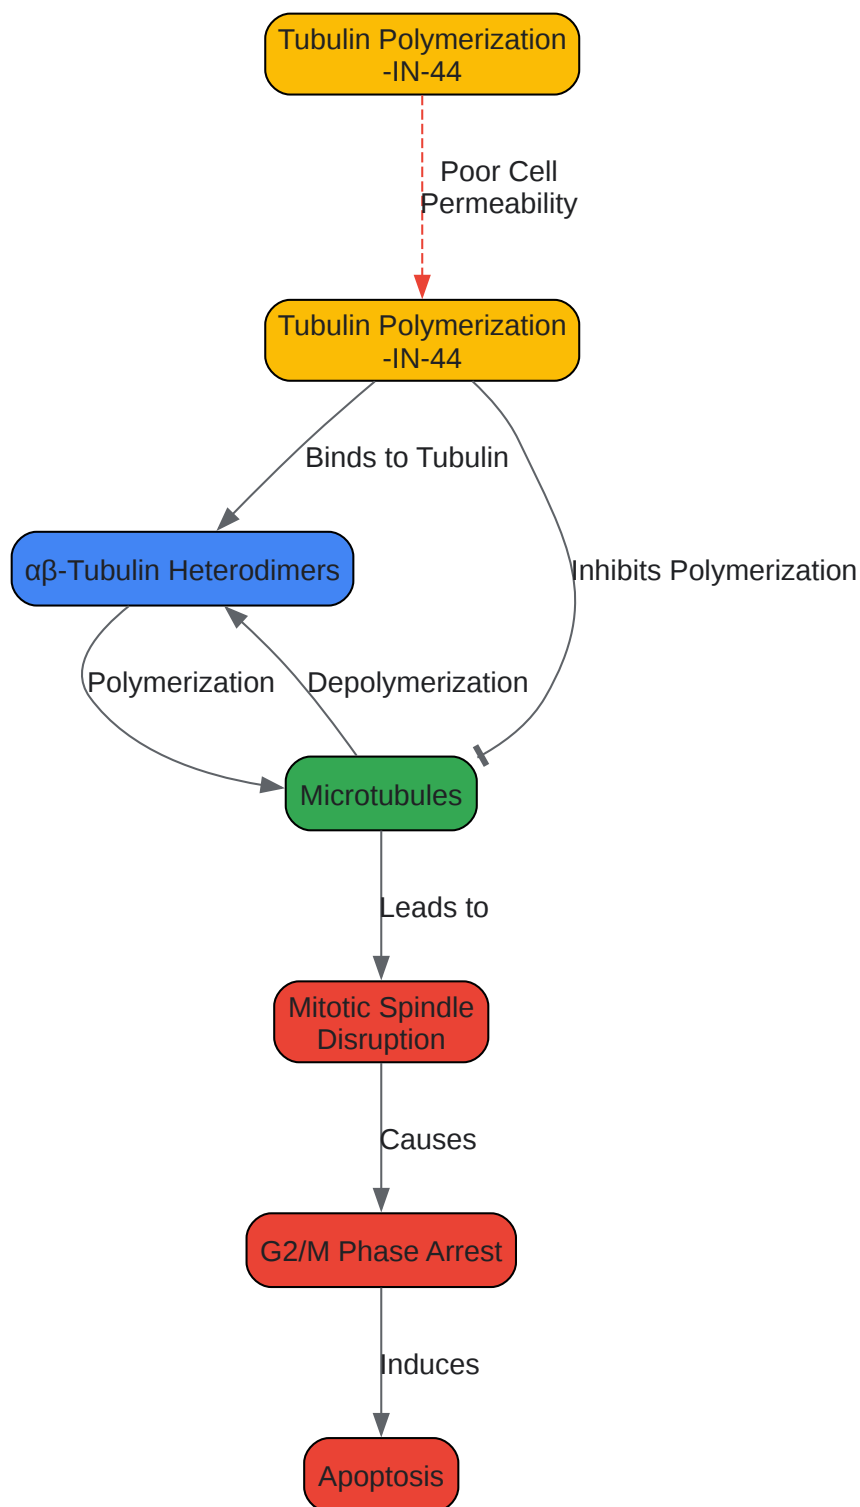 Tubulin Polymerization
-IN-44
Poor Cell
Permeability
Tubulin Polymerization
-IN-44
Binds to Tubulin
αβ-Tubulin Heterodimers
Inhibits Polymerization
Polymerization
Depolymerization
Microtubules
Leads to
Mitotic Spindle
Disruption
Causes
G2/M Phase Arrest
Induces
Apoptosis